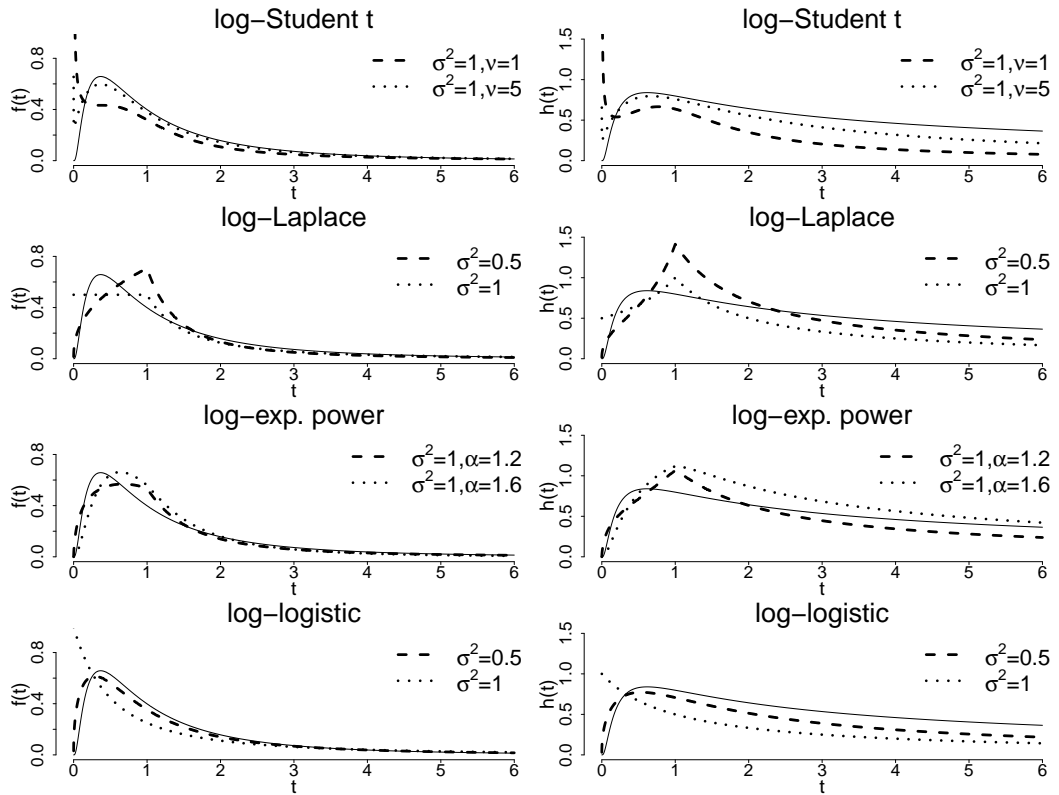 log−Student t
f(t)
0.0 0.4 0.8
σ²=1,ν=1
σ²=1,ν=5
0 1 2 3 4 5 6
t
log−Student t
h(t)
0.0 0.5 1.0 1.5
σ²=1,ν=1
σ²=1,ν=5
0 1 2 3 4 5 6
t
log−Laplace
f(t)
0.0 0.4 0.8
σ²=0.5
σ²=1
0 1 2 3 4 5 6
t
log−Laplace
h(t)
0.0 0.5 1.0 1.5
σ²=0.5
σ²=1
0 1 2 3 4 5 6
t
log−exp. power
f(t)
0.0 0.4 0.8
σ²=1,α=1.2
σ²=1,α=1.6
0 1 2 3 4 5 6
t
log−exp. power
h(t)
0.0 0.5 1.0 1.5
σ²=1,α=1.2
σ²=1,α=1.6
0 1 2 3 4 5 6
t
log−logistic
f(t)
0.0 0.4 0.8
σ²=0.5
σ²=1
0 1 2 3 4 5 6
t
log−logistic
h(t)
0.0 0.5 1.0 1.5
σ²=0.5
σ²=1
0 1 2 3 4 5 6
t